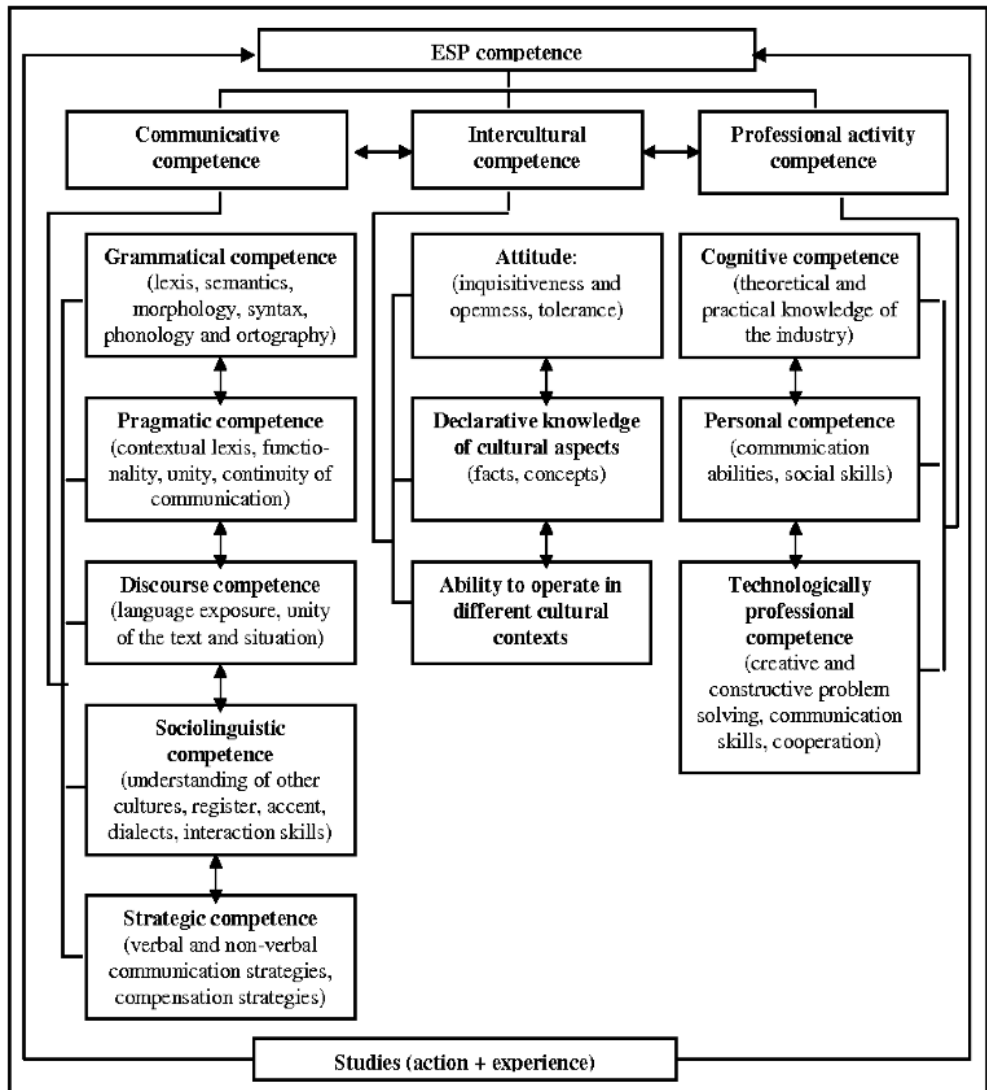 ESP competence
Communicative
competence
Intercultural
competence
Professional activity
competence
Grammatical competence
(lexis, semantics,
morphology, syntax,
phonology and ortography)
Pragmatic competence
(contextual lexis, functio-
nality, unity, continuity of
communication)
Discourse competence
(language exposure, unity
of the text and situation)
Sociolinguistic
competence
(understanding of other
cultures, register, accent,
dialects, interaction skills)
Strategic competence
(verbal and non-verbal
communication strategies,
compensation strategies)
Attitude:
(inquisitiveness and
openness, tolerance)
Declarative knowledge
of cultural aspects
(facts, concepts)
Ability to operate in
different cultural
contexts
Cognitive competence
(theoretical and
practical knowledge of
the industry)
Personal competence
(communication
abilities, social skills)
Technologically
professional
competence
(creative and
constructive problem
solving, communication
skills, cooperation)
Studies (action + experience)